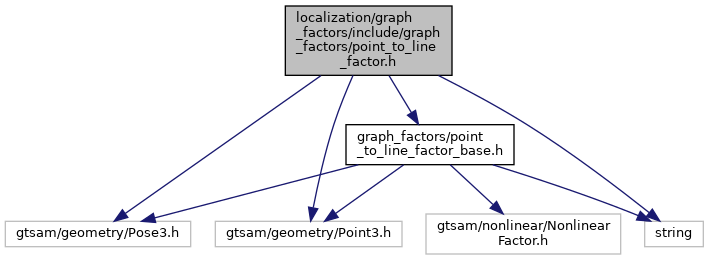 localization/graph
_factors/include/graph
_factors/point_to_line
_factor.h
graph_factors/point
_to_line_factor_base.h
gtsam/geometry/Pose3.h
gtsam/geometry/Point3.h
gtsam/nonlinear/Nonlinear
Factor.h
string